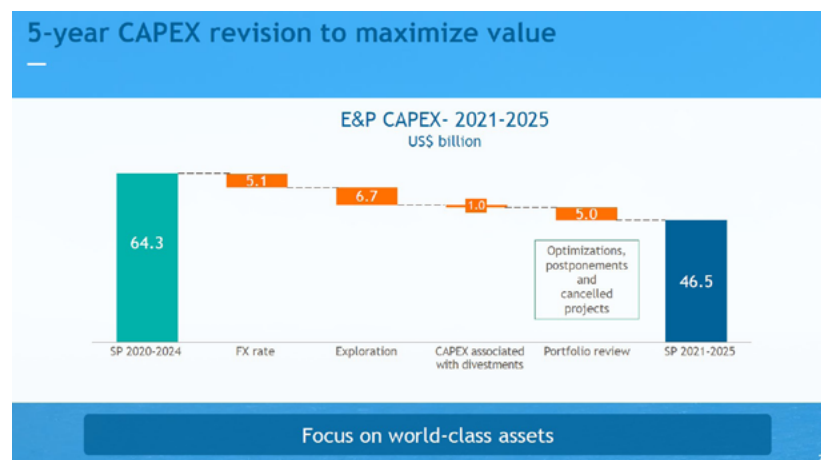 5-year CAPEX revision to maximize value
E&P CAPEX- 2021-2025
US$ billion
64.3
5.1
6.7
1.0
5.0
46.5
Optimizations,
postponements
and
cancelled
projects
SP 2020-2024
FX rate
Exploration
CAPEX associated
with divestments
Portfolio review
SP 2021-2025
Focus on world-class assets